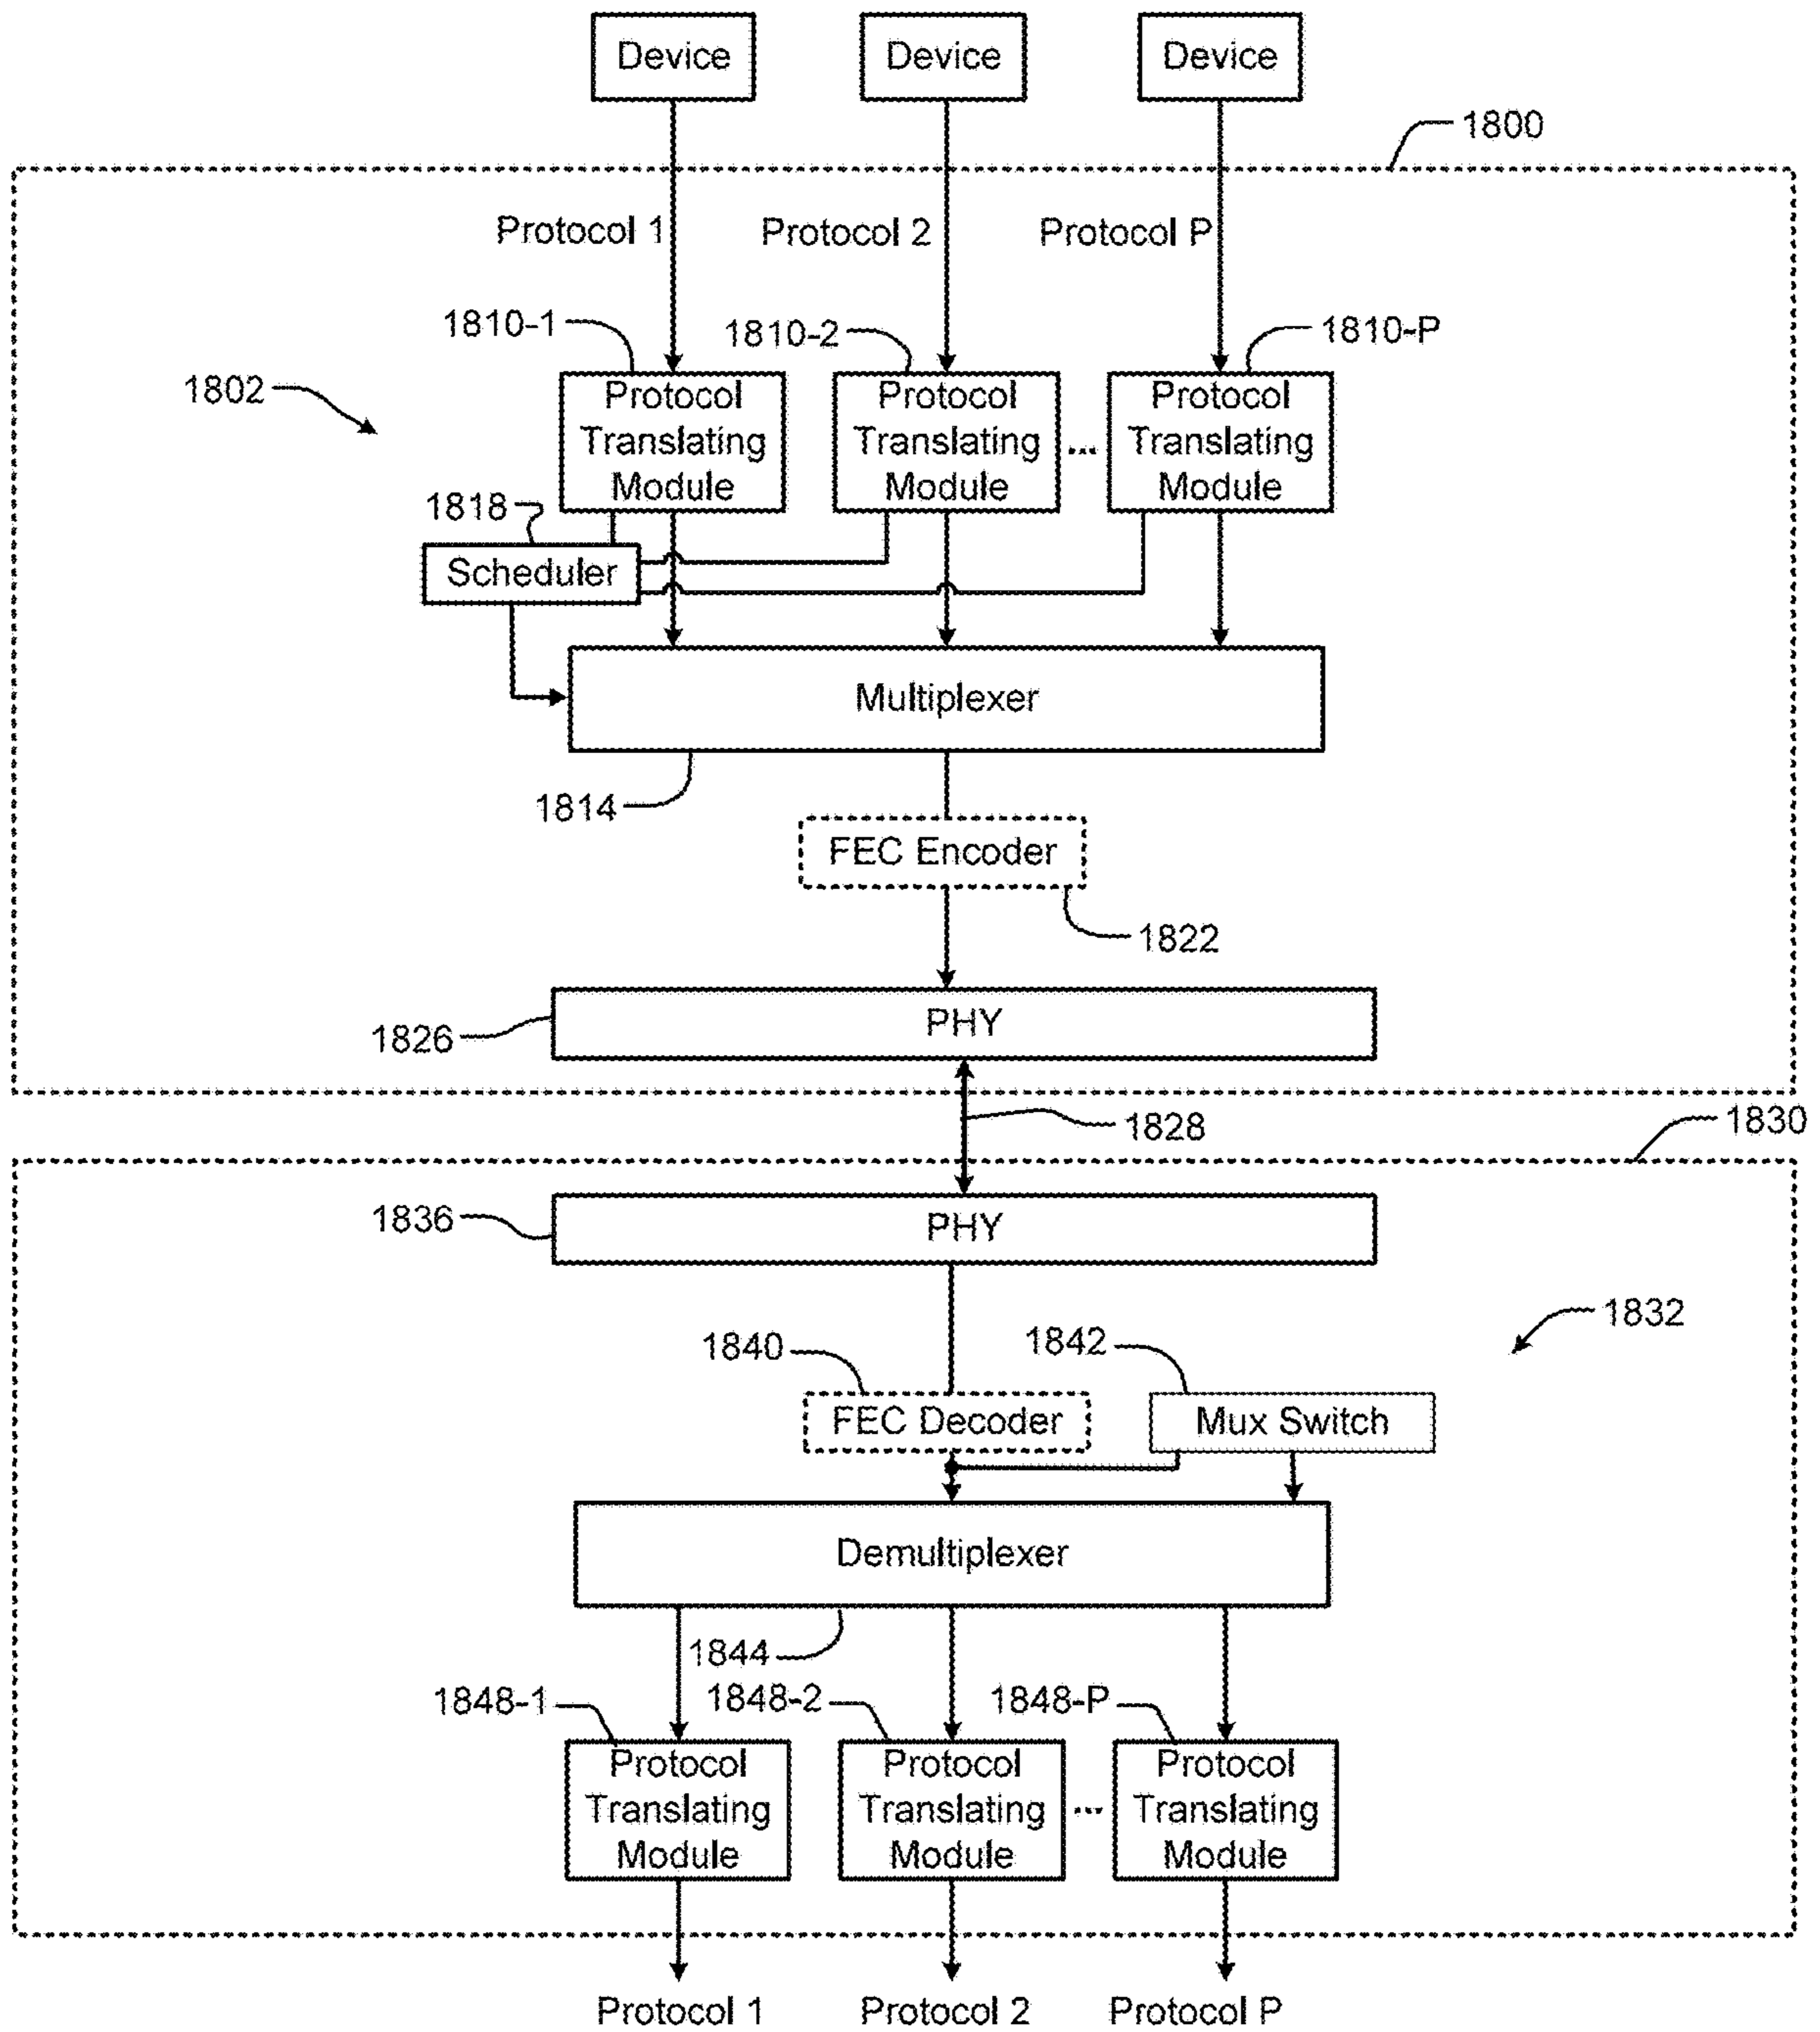 Device Device Device
1800
Protocol 1 Protocol 2 Protocol P
1810-1 1810-2 1810-P
1802
Protocol
Translating
Module
Protocol
Translating
Module
...
Protocol
Translating
Module
1818
Scheduler
Multiplexer
1814
FEC Encoder
1822
PHY
1826
1828
1830
PHY
1836
1832
1840 1842
FEC Decoder Mux Switch
Demultiplexer
1844
1848-1 1848-2 1848-P
Protocol
Translating
Module
Protocol
Translating
Module
...
Protocol
Translating
Module
Protocol 1 Protocol 2 Protocol P